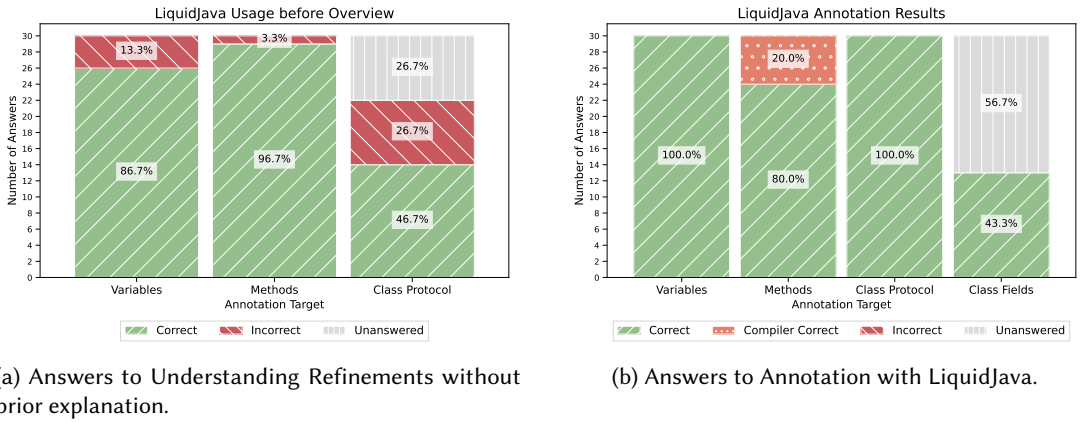 LiquidJava Usage before Overview
30
28
26
24
22
20
18
16
14
12
10
8
6
4
2
0
Number of Answers
13.3%
86.7%
3.3%
96.7%
26.7%
26.7%
46.7%
Variables
Methods
Class Protocol
Annotation Target
Correct
Incorrect
Unanswered
(a) Answers to Understanding Refinements without
prior explanation.
LiquidJava Annotation Results
30
28
26
24
22
20
18
16
14
12
10
8
6
4
2
0
Number of Answers
100.0%
20.0%
80.0%
100.0%
56.7%
43.3%
Variables
Methods
Class Protocol
Class Fields
Annotation Target
Correct
Compiler Correct
Incorrect
Unanswered
(b) Answers to Annotation with LiquidJava.